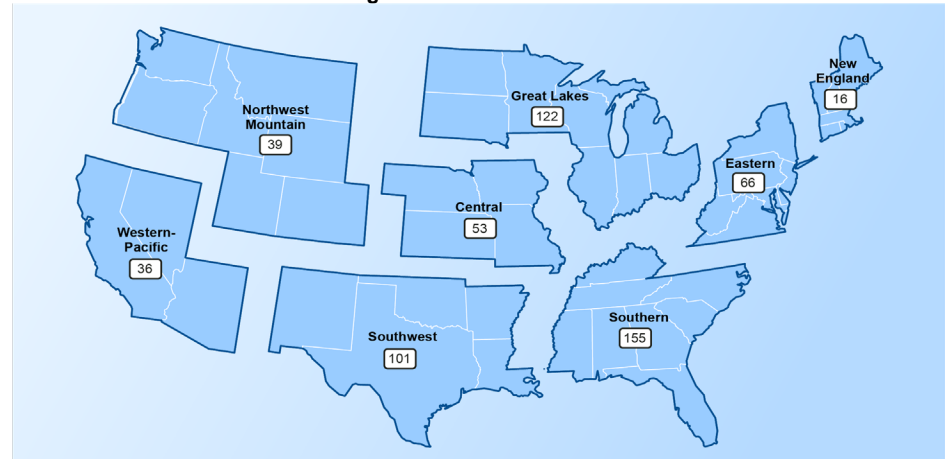 New
England
16
Great Lakes
122
Northwest
Mountain
39
Eastern
66
Central
53
Western-
Pacific
36
Southern
155
Southwest
101